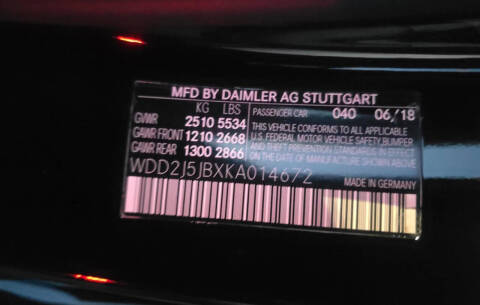 MFD BY DAIMLER AG STUTTGART
KG LBS
GVWR 2510 5534
GAWR FRONT 1210 2668
GAWR REAR 1300 2866
PASSENGER CAR 040 06/18
THIS VEHICLE CONFORMS TO ALL APPLICABLE
U.S. FEDERAL MOTOR VEHICLE SAFETY, BUMPER
AND THEFT PREVENTION STANDARDS IN EFFECT
ON THE DATE OF MANUFACTURE SHOWN ABOVE
WDD2J5JBXKA014672
MADE IN GERMANY